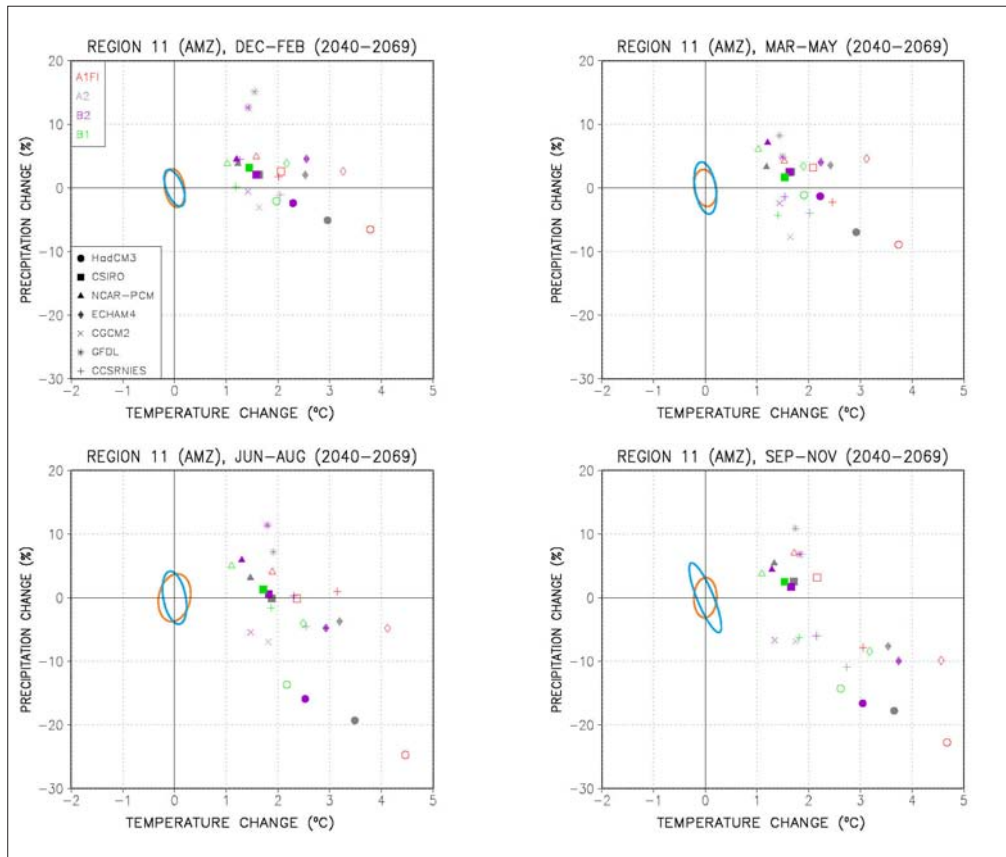 REGION 11 (AMZ), DEC-FEB (2040-2069)
PRECIPITATION CHANGE (%)
20
10
0
-10
-20
-30
A1FI
A2
B2
B1
HadCM3
CSIRO
NCAR-PCM
ECHAM4
CGCM2
GFDL
CCSRNIES
-2 -1 0 1 2 3 4 5
TEMPERATURE CHANGE (ºC)
REGION 11 (AMZ), MAR-MAY (2040-2069)
PRECIPITATION CHANGE (%)
20
10
0
-10
-20
-30
-2 -1 0 1 2 3 4 5
TEMPERATURE CHANGE (ºC)
REGION 11 (AMZ), JUN-AUG (2040-2069)
PRECIPITATION CHANGE (%)
20
10
0
-10
-20
-30
-2 -1 0 1 2 3 4 5
TEMPERATURE CHANGE (ºC)
REGION 11 (AMZ), SEP-NOV (2040-2069)
PRECIPITATION CHANGE (%)
20
10
0
-10
-20
-30
-2 -1 0 1 2 3 4 5
TEMPERATURE CHANGE (ºC)